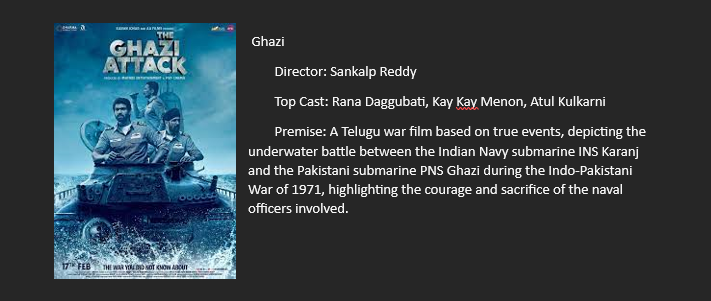 THE
GHAZI
ATTACK
17TH FEB
THE WAR YOU DID NOT KNOW ABOUT
Ghazi
Director: Sankalp Reddy
Top Cast: Rana Daggubati, Kay Kay Menon, Atul Kulkarni
Premise: A Telugu war film based on true events, depicting the
underwater battle between the Indian Navy submarine INS Karanj
and the Pakistani submarine PNS Ghazi during the Indo-Pakistani
War of 1971, highlighting the courage and sacrifice of the naval
officers involved.